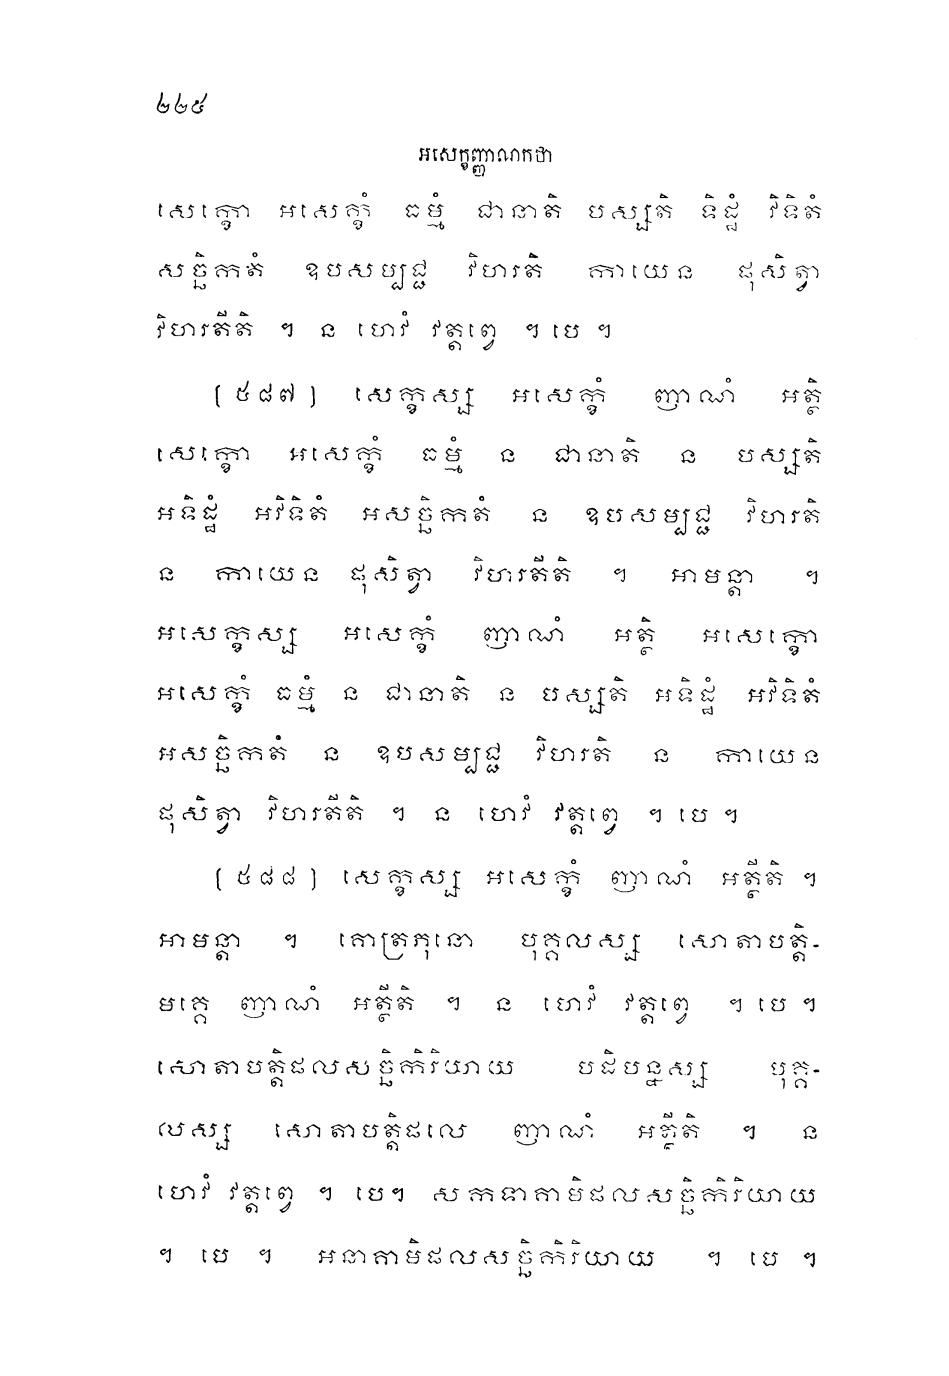 ២២៥
អសេក្ខញ្ញាណកថា
សេក្ខោ អសេក្ខំ ធម្មំ ជានាតិ បស្សតិ ទិដ្ឋំ វិទិតំ
សច្ឆិកតំ ឧបសម្បជ្ជ វិហរតិ កាយេន ផុសិត្វា
វិហរតីតិ ។ ន ហេវំ វត្តព្វេ ។ បេ ។
(៥៨៧) សេក្ខស្ស អសេក្ខំ ញាណំ អត្ថិ
សេក្ខោ អសេក្ខំ ធម្មំ ន ជានាតិ ន បស្សតិ
អទិដ្ឋំ អវិទិតំ អសច្ឆិកតំ ន ឧបសម្បជ្ជ វិហរតិ
ន កាយេន ផុសិត្វា វិហរតីតិ ។ អាមន្តា ។
អសេក្ខស្ស អសេក្ខំ ញាណំ អត្ថិ អសេក្ខោ
អសេក្ខំ ធម្មំ ន ជានាតិ ន បស្សតិ អទិដ្ឋំ អវិទិតំ
អសច្ឆិកតំ ន ឧបសម្បជ្ជ វិហរតិ ន កាយេន
ផុសិត្វា វិហរតីតិ ។ ន ហេវំ វត្តព្វេ ។ បេ ។
(៥៨៨) សេក្ខស្ស អសេក្ខំ ញាណំ អត្ថីតិ ។
អាមន្តា ។ គោត្រភុនោ បុគ្គលស្ស សោតាបត្តិ-
មគ្គេ ញាណំ អត្ថីតិ ។ ន ហេវំ វត្តព្វេ ។ បេ ។
សោតាបត្តិផលសច្ឆិកិរិយាយ បដិបន្នស្ស បុគ្គ-
លស្ស សោតាបត្តិផលេ ញាណំ អត្ថីតិ ។ ន
ហេវំ វត្តព្វេ ។ បេ។ សកទាគាមិផលសច្ឆិកិរិយាយ
។ បេ ។ អនាគាមិផលសច្ឆិកិរិយាយ ។ បេ ។